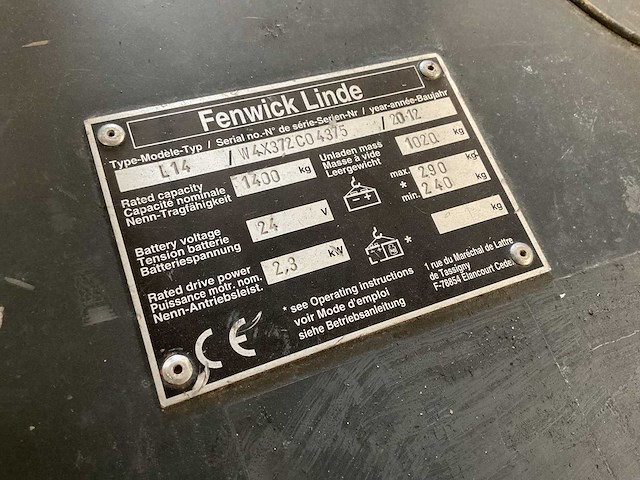 Fenwick Linde
Type-Modèle-Typ / Serial no.-N° de série-Serien-Nr / year-année-Baujahr
L14 / W4X372C04375 / 2012
Rated capacity
Capacité nominale
Nenn-Tragfähigkeit
1400 kg
Unladen mass
Masse à vide
Leergewicht
1020 kg
Battery voltage
Tension batterie
Batteriespannung
24 V
max. 290 kg
*
min. 240 kg
Rated drive power
Puissance motr. nom.
Nenn-Antriebsleist.
2,3 kW
*
kg
* see Operating instructions
voir Mode d'emploi
siehe Betriebsanleitung
1 rue du Maréchal de Lattre
de Tassigny
F-78854 Elancourt Cedex
CE